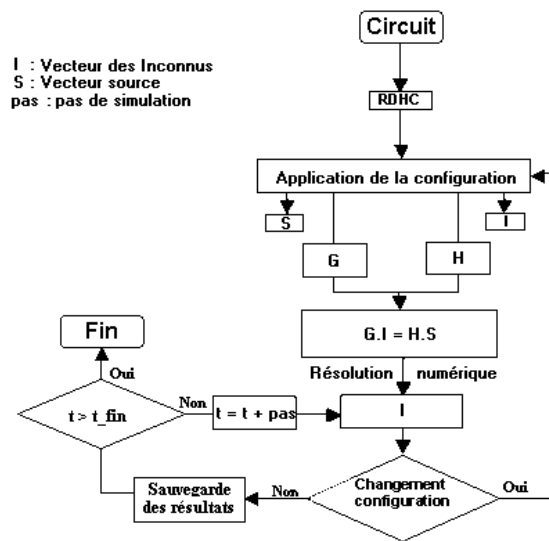 Circuit
I : Vecteur des Inconnus
S : Vecteur source
pas : pas de simulation
RDHC
Application de la configuration
S
I
G
H
G.I = H.S
Résolution numérique
I
Changement
configuration
Oui
Non
Sauvegarde
des résultats
t > t_fin
Non
t = t + pas
Oui
Fin